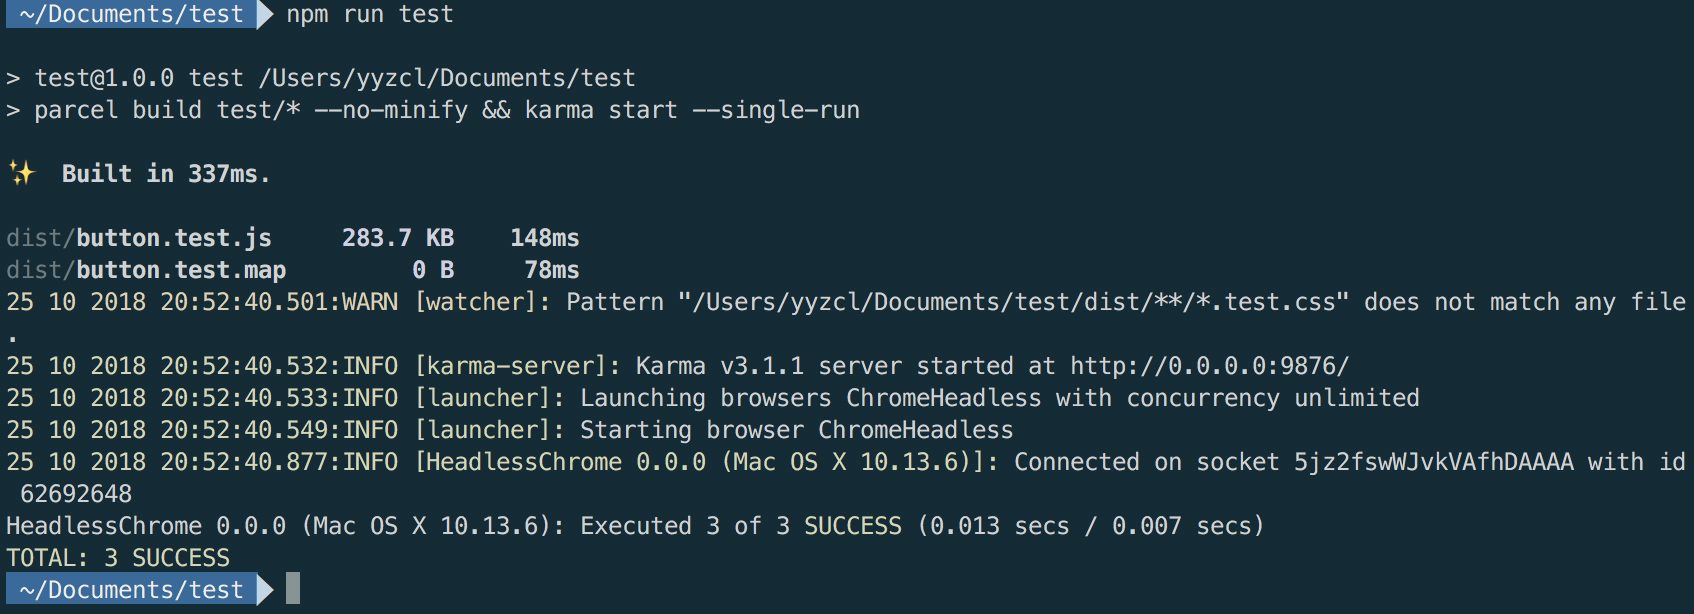 ~/Documents/test npm run test
> test@1.0.0 test /Users/yyzcl/Documents/test
> parcel build test/* --no-minify && karma start --single-run
✨ Built in 337ms.
dist/button.test.js 283.7 KB 148ms
dist/button.test.map 0 B 78ms
25 10 2018 20:52:40.501:WARN [watcher]: Pattern "/Users/yyzcl/Documents/test/dist/**/*.test.css" does not match any file
.
25 10 2018 20:52:40.532:INFO [karma-server]: Karma v3.1.1 server started at http://0.0.0.0:9876/
25 10 2018 20:52:40.533:INFO [launcher]: Launching browsers ChromeHeadless with concurrency unlimited
25 10 2018 20:52:40.549:INFO [launcher]: Starting browser ChromeHeadless
25 10 2018 20:52:40.877:INFO [HeadlessChrome 0.0.0 (Mac OS X 10.13.6)]: Connected on socket 5jz2fswWJvkVAfhDAAAA with id
62692648
HeadlessChrome 0.0.0 (Mac OS X 10.13.6): Executed 3 of 3 SUCCESS (0.013 secs / 0.007 secs)
TOTAL: 3 SUCCESS
~/Documents/test